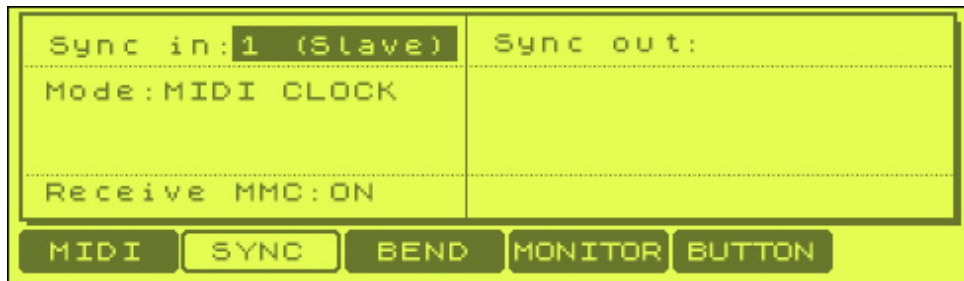 Sync in:1 (Slave)
Sync out:
Mode:MIDI CLOCK
Receive MMC:ON
MIDI SYNC BEND MONITOR BUTTON